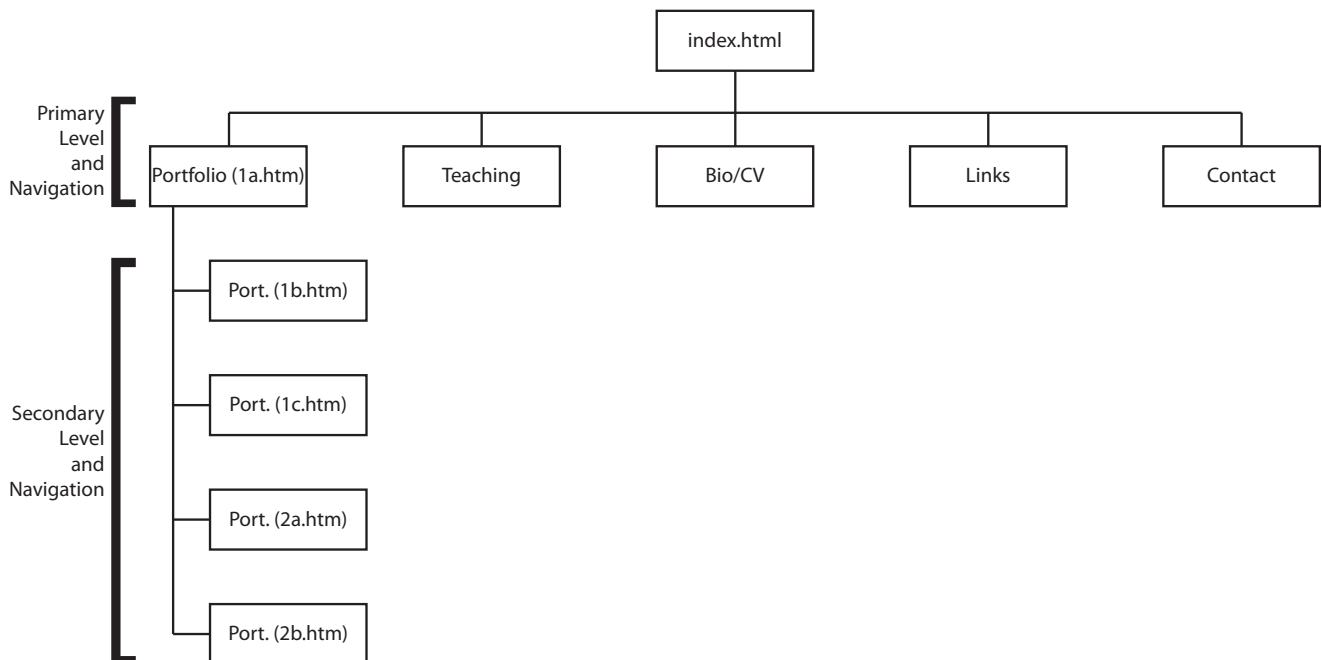 index.html
Primary
Level
and
Navigation
Portfolio (1a.htm)
Teaching
Bio/CV
Links
Contact
Secondary
Level
and
Navigation
Port. (1b.htm)
Port. (1c.htm)
Port. (2a.htm)
Port. (2b.htm)